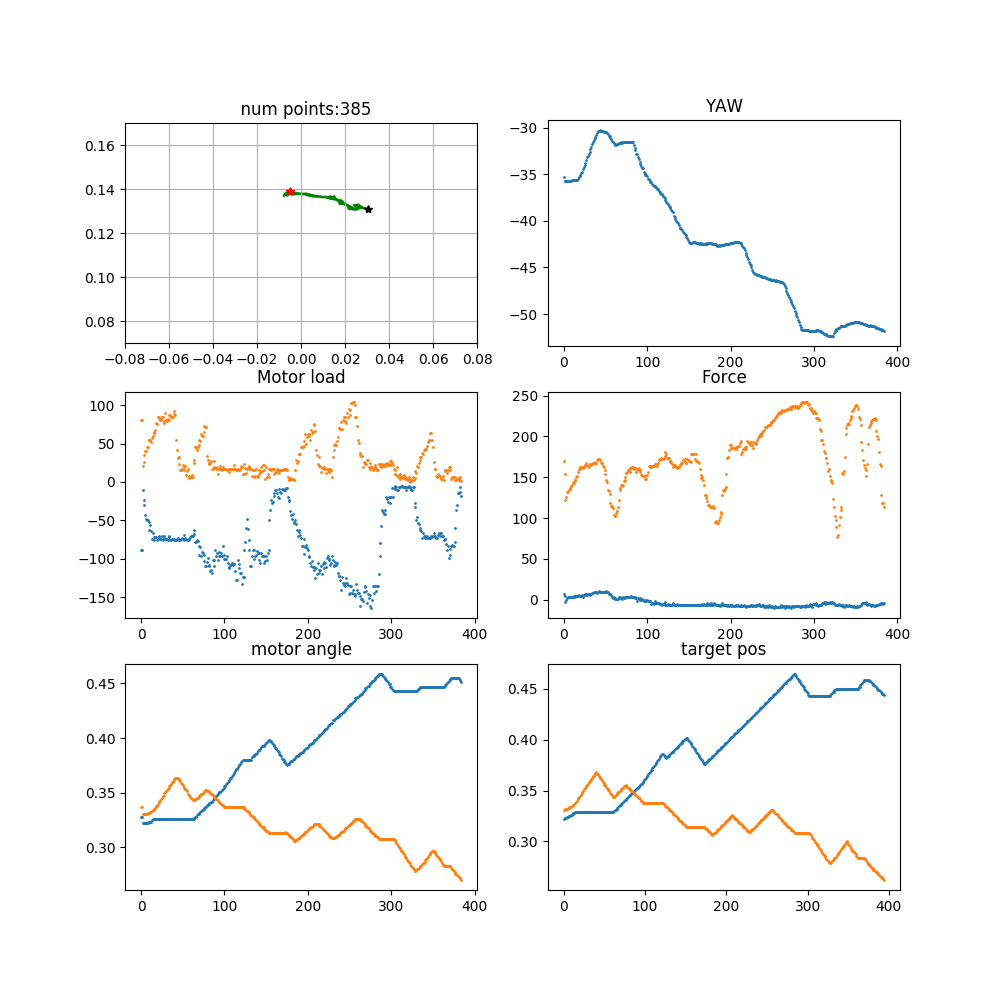 num points:385
YAW
0.16
0.14
0.12
0.10
0.08
−0.08 −0.06 −0.04 −0.02 0.00 0.02 0.04 0.06 0.08
−30
−35
−40
−45
−50
0 100 200 300 400
Motor load
Force
100
50
0
−50
−100
−150
0 100 200 300 400
250
200
150
100
50
0
0 100 200 300 400
motor angle
target pos
0.45
0.40
0.35
0.30
0 100 200 300 400
0.45
0.40
0.35
0.30
0 100 200 300 400